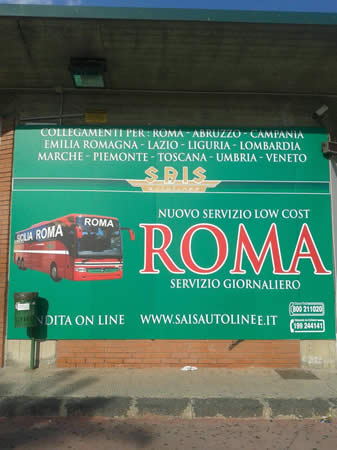 COLLEGAMENTI PER : ROMA - ABRUZZO - CAMPANIA
EMILIA ROMAGNA - LAZIO - LIGURIA - LOMBARDIA
MARCHE - PIEMONTE - TOSCANA - UMBRIA - VENETO
SAIS
NUOVO SERVIZIO LOW COST
ROMA
SERVIZIO GIORNALIERO
SICILIA ROMA
ROMA
NDITA ON LINE
WWW.SAISAUTOLINEE.IT
800 211020
199 244141